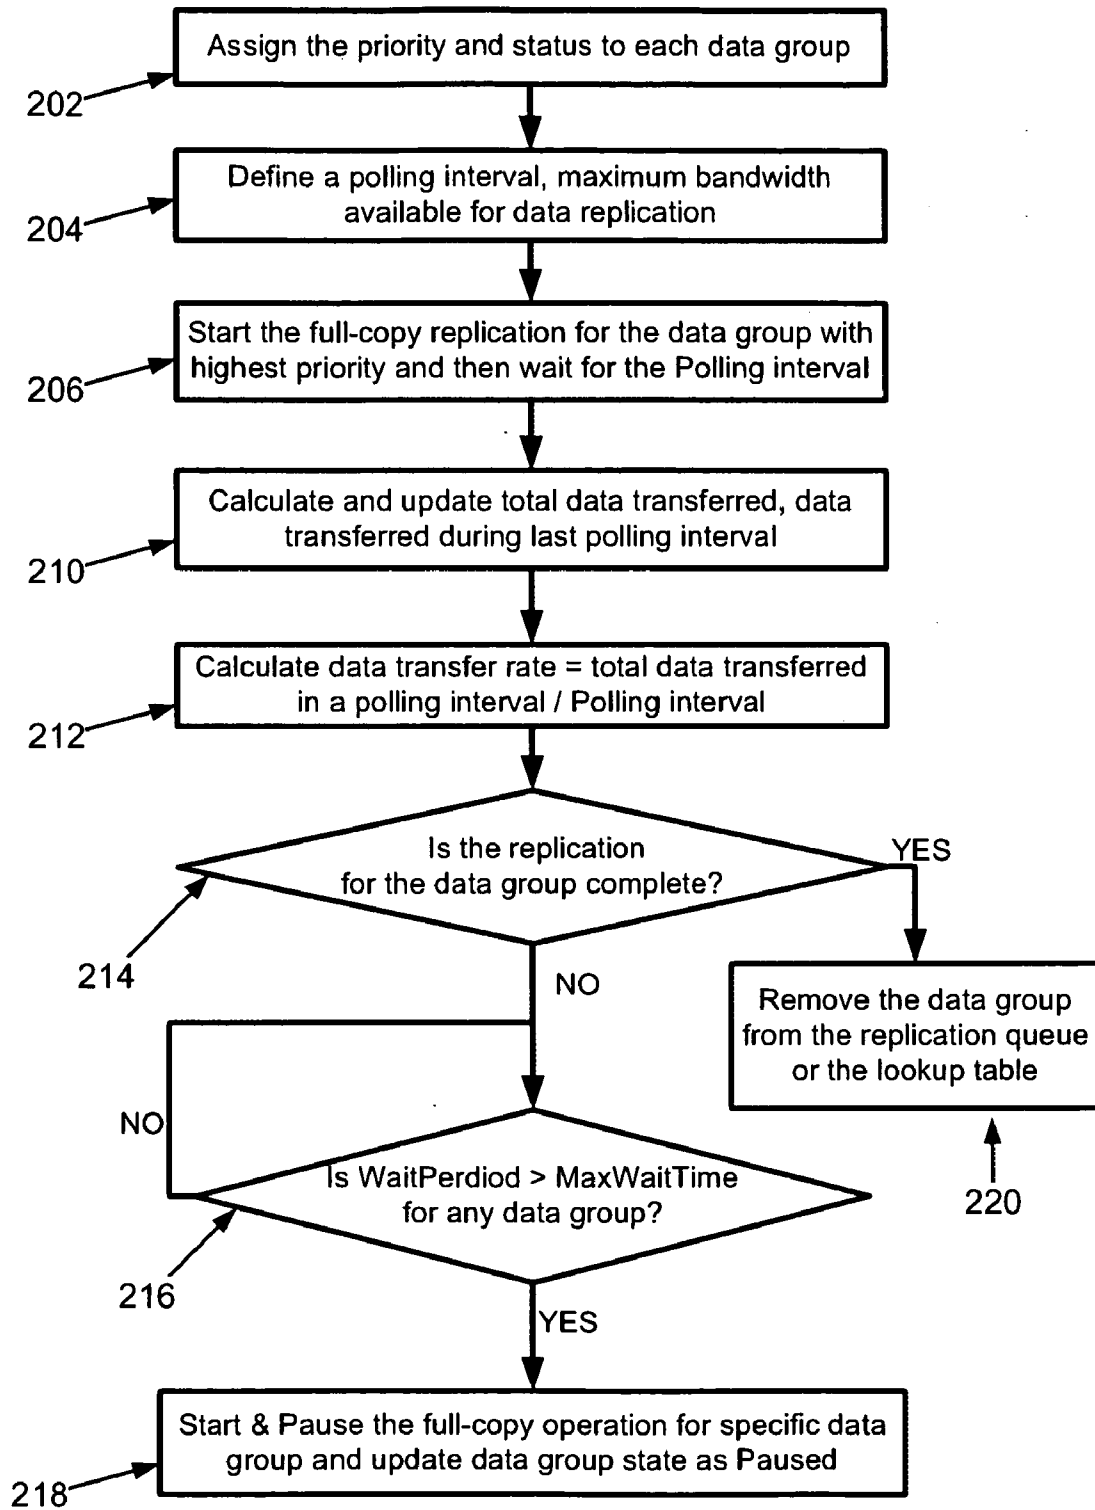 Assign the priority and status to each data group
202
Define a polling interval, maximum bandwidth
available for data replication
204
Start the full-copy replication for the data group with
highest priority and then wait for the Polling interval
206
Calculate and update total data transferred, data
transferred during last polling interval
210
Calculate data transfer rate = total data transferred
in a polling interval / Polling interval
212
Is the replication
for the data group complete?
YES
214
NO
Remove the data group
from the replication queue
or the lookup table
220
NO
Is WaitPerdiod > MaxWaitTime
for any data group?
216
YES
Start & Pause the full-copy operation for specific data
group and update data group state as Paused
218